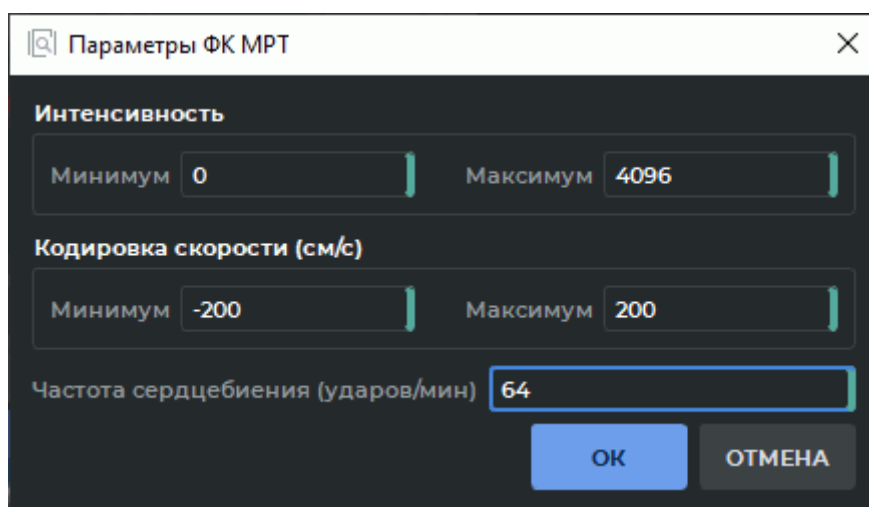 Параметры ФК МРТ
Интенсивность
Минимум 0 Максимум 4096
Кодировка скорости (см/с)
Минимум -200 Максимум 200
Частота сердцебиения (ударов/мин) 64
ОК ОТМЕНА